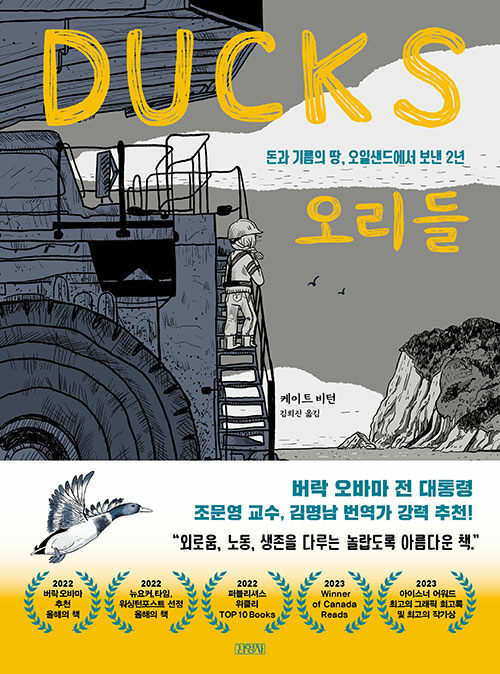 DUCKS
돈과 기름의 땅, 오일샌드에서 보낸 2년
오리들
케이트 비턴
김희진 옮김
버락 오바마 전 대통령
조문영 교수, 김명남 번역가 강력 추천!
“외로움, 노동, 생존을 다루는 놀랍도록 아름다운 책.”
2022
버락 오바마
추천
올해의 책
2022
뉴요커, 타임,
워싱턴포스트 선정
올해의 책
2022
퍼블리셔스
위클리
TOP 10 Books
2023
Winner
of Canada
Reads
2023
아이스너 어워드
최고의 그래픽 회고록
및 최고의 작가상
김영사